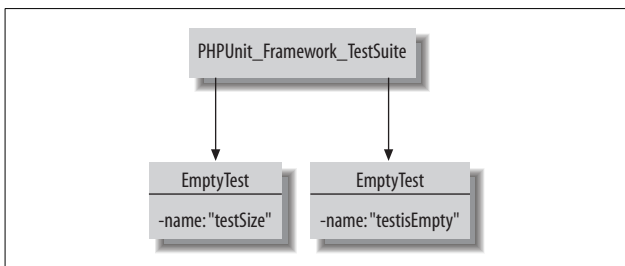 PHPUnit_Framework_TestSuite
EmptyTest
-name:"testSize"
EmptyTest
-name:"testisEmpty"